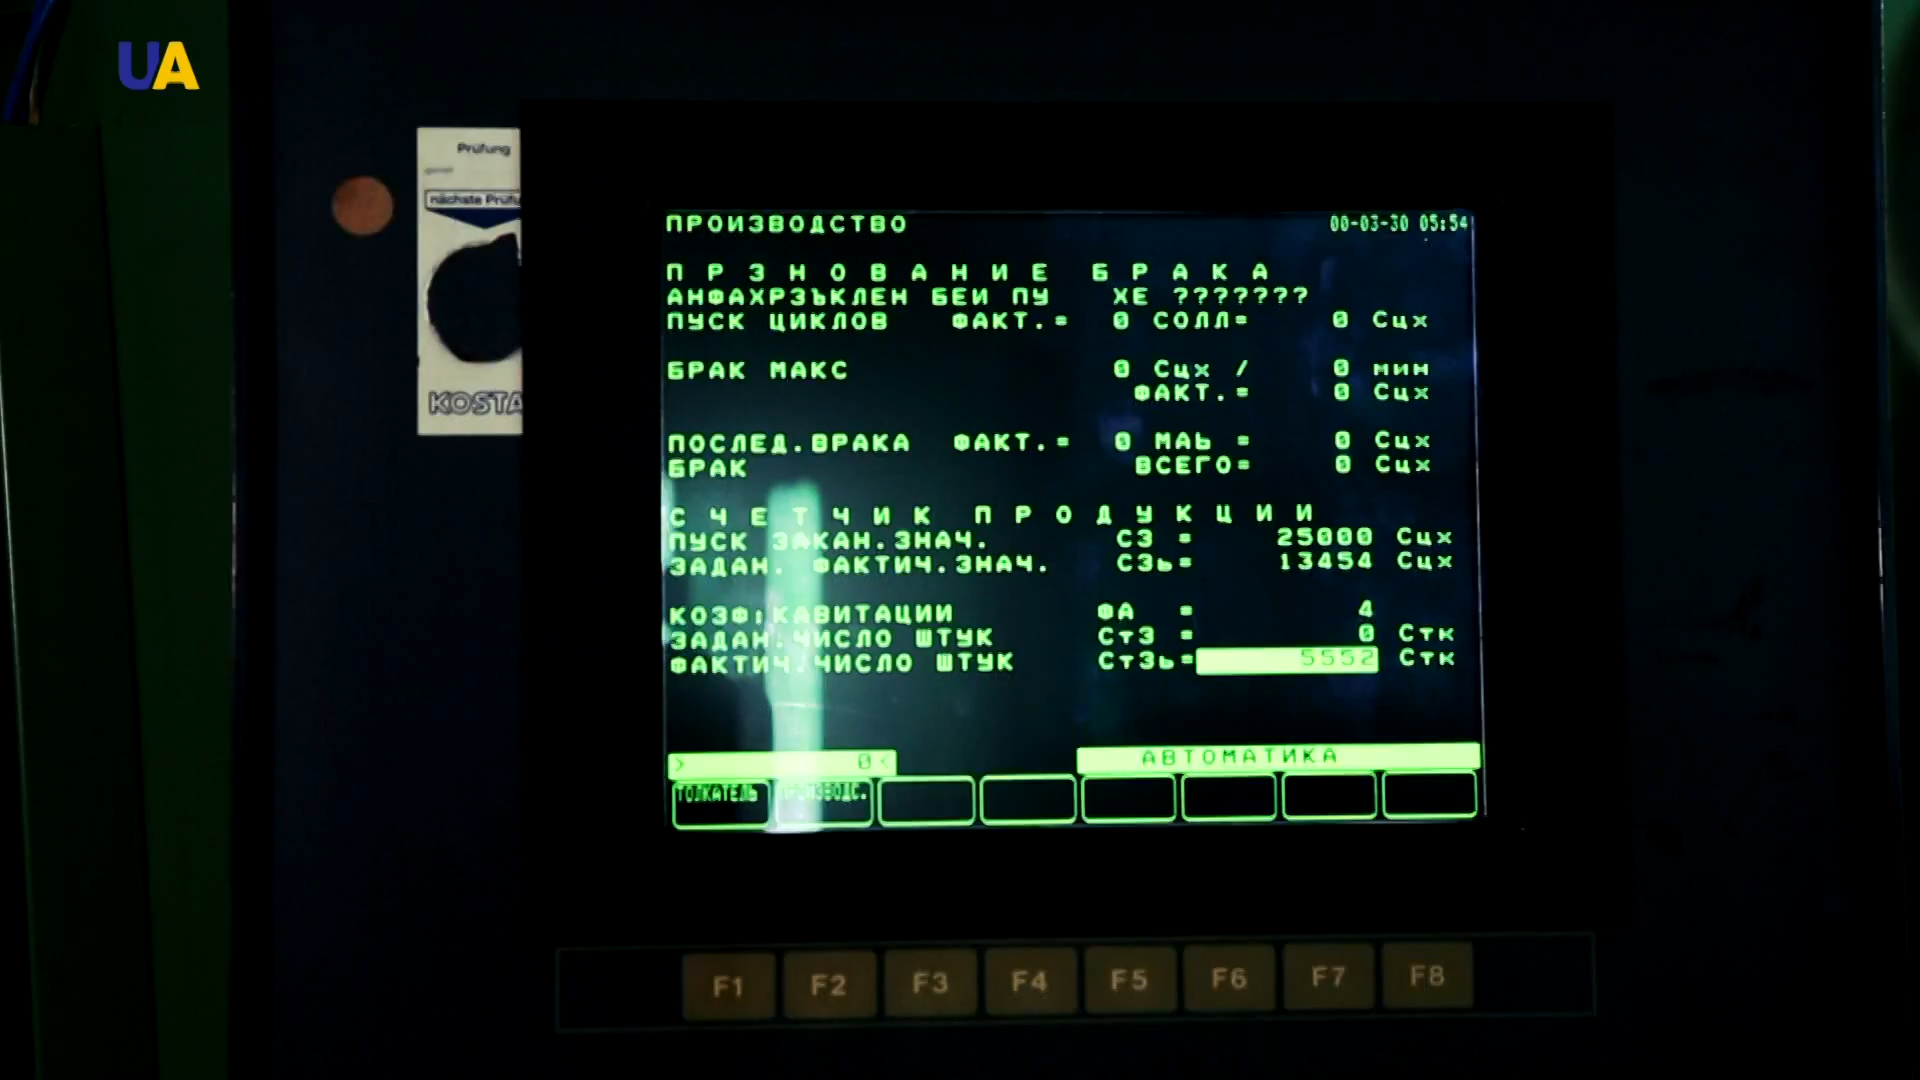 UA
Prüfung
nächste Prüfu
KOSTA
ПРОИЗВОДСТВО 00-03-30 05:54
П Р З Н О В А Н И Е Б Р А К А
АНФАХРЗЪКЛЕН БЕИ ПУ ХЕ ???????
ПУСК ЦИКЛОВ ФАКТ.= 0 СОЛЛ= 0 Сцх
БРАК МАКС 0 Сцх / 0 мин
ФАКТ.= 0 Сцх
ПОСЛЕД.ВРАКА ФАКТ.= 0 МАЬ = 0 Сцх
БРАК ВСЕГО= 0 Сцх
С Ч Е Т Ч И К П Р О Д У К Ц И И
ПУСК ЗАКАН.ЗНАЧ. СЗ = 25000 Сцх
ЗАДАН. ФАКТИЧ.ЗНАЧ. СЗЬ= 13454 Сцх
КОЗФ:КАВИТАЦИИ ФА = 4
ЗАДАН.ЧИСЛО ШТУК СтЗ = 0 Стк
ФАКТИЧ.ЧИСЛО ШТУК СтЗЬ= 5552 Стк
> 0< АВТОМАТИКА
ТОЛКАТЕЛЬ ПРОИЗВОДС.
F1 F2 F3 F4 F5 F6 F7 F8